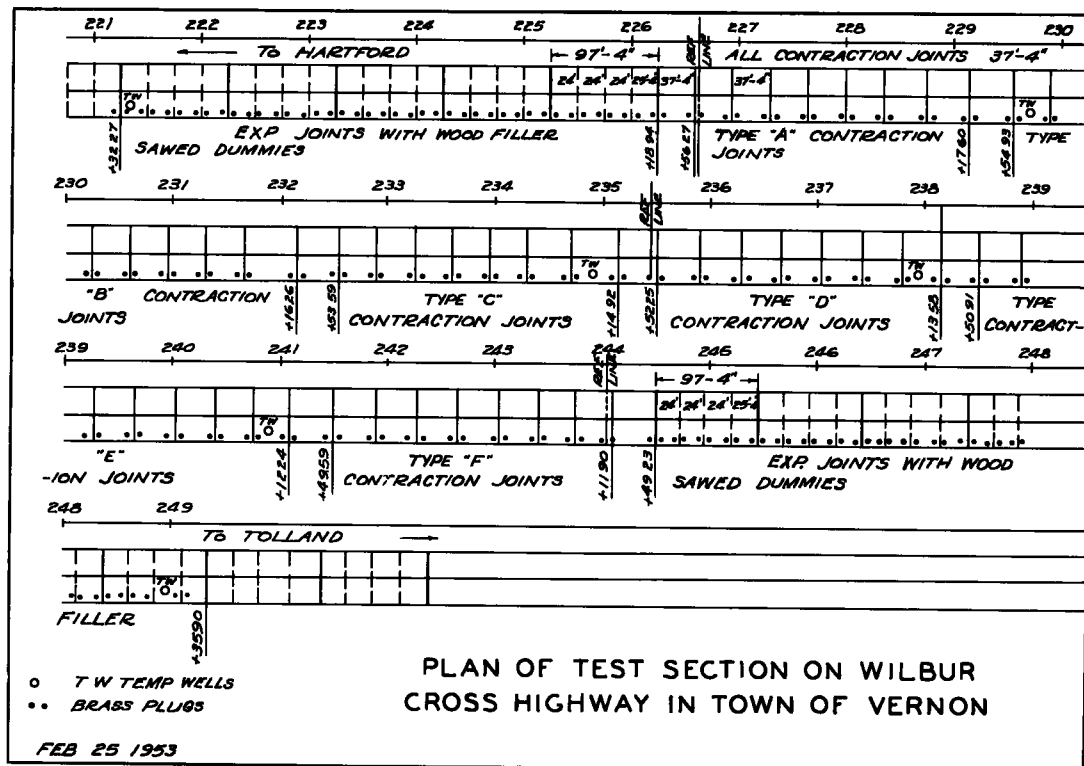 221 222 223 224 225 226 227 228 229 230
TO HARTFORD
97'-4"
REF LINE
ALL CONTRACTION JOINTS 37'-4"
24' 24' 24' 25'-4" 37'-4" 37'-4"
TW
TW
EXP. JOINTS WITH WOOD FILLER
SAWED DUMMIES
TYPE "A" CONTRACTION
JOINTS
TYPE
+32.27
+18.94
+56.27
+17.60
+54.93
230 231 232 233 234 235 236 237 238 239
REF LINE
TW
TW
"B" CONTRACTION
JOINTS
TYPE "C"
CONTRACTION JOINTS
TYPE "D"
CONTRACTION JOINTS
TYPE
CONTRACT-
+16.26
+53.59
+14.92
+52.25
+13.58
+50.91
239 240 241 242 243 244 246 246 247 248
REF LINE
97'-4"
24' 24' 24' 25'-4"
TW
"E"
-ION JOINTS
TYPE "F"
CONTRACTION JOINTS
EXP. JOINTS WITH WOOD
SAWED DUMMIES
+12.24
+49.59
+11.90
+49.23
248 249
TO TOLLAND
TW
FILLER
+35.90
PLAN OF TEST SECTION ON WILBUR
CROSS HIGHWAY IN TOWN OF VERNON
T W TEMP WELLS
BRASS PLUGS
FEB 25 1953